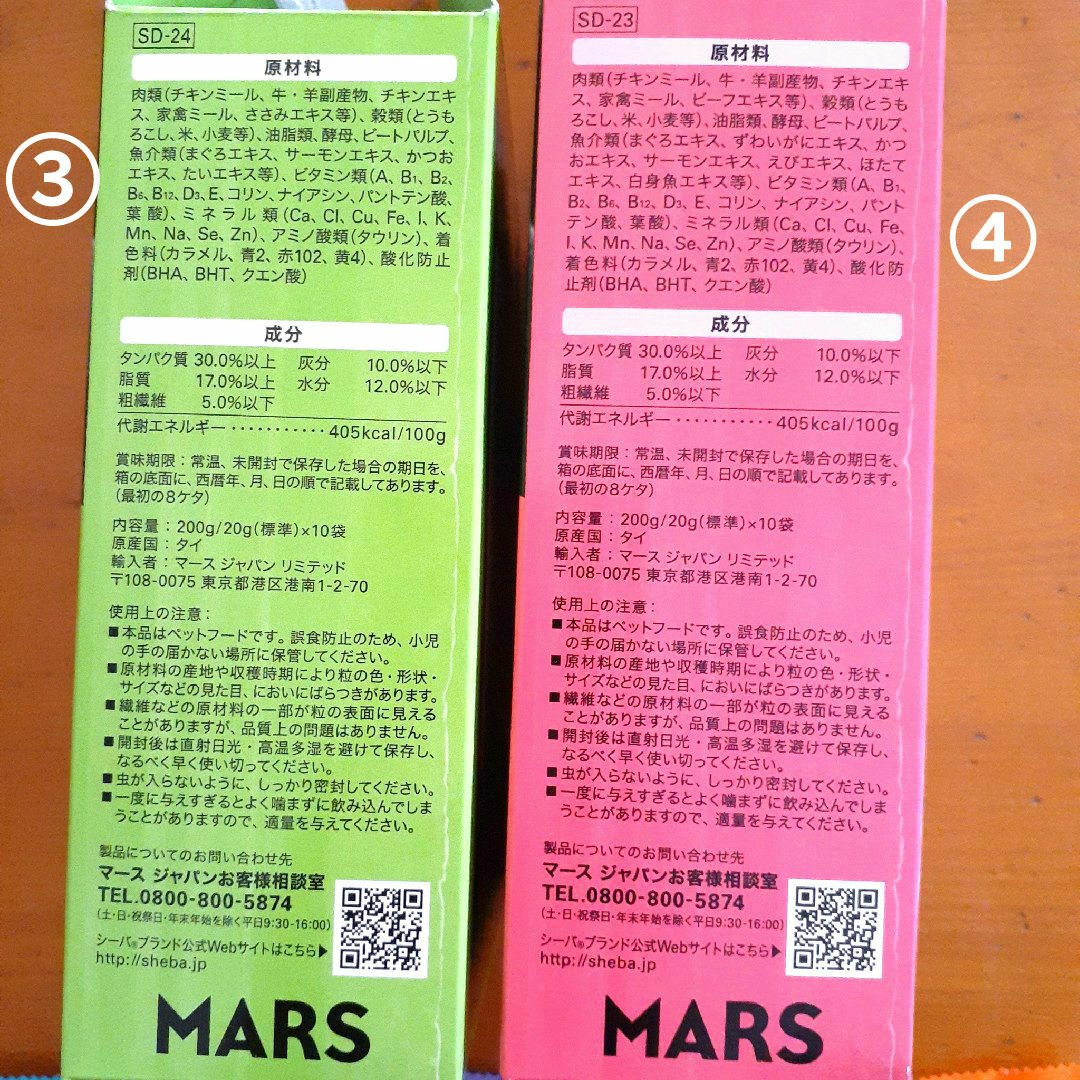 ③
SD-24
原材料
肉類(チキンミール、牛・羊副産物、チキンエキ
ス、家禽ミール、ささみエキス等)、穀類(とうも
ろこし、米、小麦等)、油脂類、酵母、ビートパルプ、
魚介類(まぐろエキス、サーモンエキス、かつお
エキス、たいエキス等)、ビタミン類(A、B1、B2、
B6、B12、D3、E、コリン、ナイアシン、パントテン酸、
葉酸)、ミネラル類(Ca、Cl、Cu、Fe、I、K、
Mn、Na、Se、Zn)、アミノ酸類(タウリン)、着
色料(カラメル、青2、赤102、黄4)、酸化防止
剤(BHA、BHT、クエン酸)
成分
タンパク質 30.0%以上 灰分 10.0%以下
脂質 17.0%以上 水分 12.0%以下
粗繊維 5.0%以下
代謝エネルギー ・・・・・・・・・・・ 405kcal/100g
賞味期限：常温、未開封で保存した場合の期日を、
箱の底面に、西暦年、月、日の順で記載してあります。
(最初の8ケタ)
内容量：200g/20g(標準)×10袋
原産国：タイ
輸入者：マース ジャパン リミテッド
〒108-0075 東京都港区港南1-2-70
使用上の注意：
■本品はペットフードです。誤食防止のため、小児
の手の届かない場所に保管してください。
■原材料の産地や収穫時期により粒の色・形状・
サイズなどの見た目、においにばらつきがあります。
■繊維などの原材料の一部が粒の表面に見える
ことがありますが、品質上の問題はありません。
■開封後は直射日光・高温多湿を避けて保存し、
なるべく早く使い切ってください。
■虫が入らないように、しっかり密封してください。
■一度に与えすぎるとよく噛まずに飲み込んでしま
うことがありますので、適量を与えてください。
製品についてのお問い合わせ先
マース ジャパンお客様相談室
TEL.0800-800-5874
(土・日・祝祭日・年末年始を除く平日9:30-16:00)
シーバ®ブランド公式Webサイトはこちら▶
http://sheba.jp
MARS
④
SD-23
原材料
肉類(チキンミール、牛・羊副産物、チキンエキ
ス、家禽ミール、ビーフエキス等)、穀類(とうも
ろこし、米、小麦等)、油脂類、酵母、ビートパルプ、
魚介類(まぐろエキス、ずわいがにエキス、かつ
おエキス、サーモンエキス、えびエキス、ほたて
エキス、白身魚エキス等)、ビタミン類(A、B1、
B2、B6、B12、D3、E、コリン、ナイアシン、パント
テン酸、葉酸)、ミネラル類(Ca、Cl、Cu、Fe、
I、K、Mn、Na、Se、Zn)、アミノ酸類(タウリン)、
着色料(カラメル、青2、赤102、黄4)、酸化防
止剤(BHA、BHT、クエン酸)
成分
タンパク質 30.0%以上 灰分 10.0%以下
脂質 17.0%以上 水分 12.0%以下
粗繊維 5.0%以下
代謝エネルギー ・・・・・・・・・・・ 405kcal/100g
賞味期限：常温、未開封で保存した場合の期日を、
箱の底面に、西暦年、月、日の順で記載してあります。
(最初の8ケタ)
内容量：200g/20g(標準)×10袋
原産国：タイ
輸入者：マース ジャパン リミテッド
〒108-0075 東京都港区港南1-2-70
使用上の注意：
■本品はペットフードです。誤食防止のため、小児
の手の届かない場所に保管してください。
■原材料の産地や収穫時期により粒の色・形状・
サイズなどの見た目、においにばらつきがあります。
■繊維などの原材料の一部が粒の表面に見える
ことがありますが、品質上の問題はありません。
■開封後は直射日光・高温多湿を避けて保存し、
なるべく早く使い切ってください。
■虫が入らないように、しっかり密封してください。
■一度に与えすぎるとよく噛まずに飲み込んでしま
うことがありますので、適量を与えてください。
製品についてのお問い合わせ先
マース ジャパンお客様相談室
TEL.0800-800-5874
(土・日・祝祭日・年末年始を除く平日9:30-16:00)
シーバ®ブランド公式Webサイトはこちら▶
http://sheba.jp
MARS